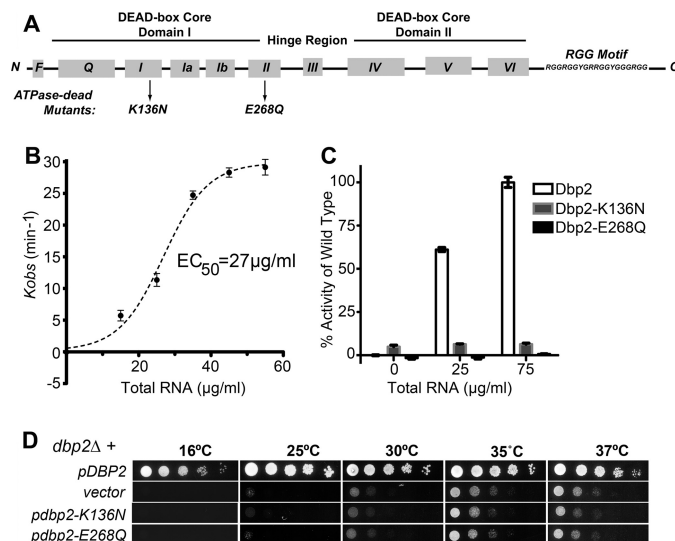 A
DEAD-box Core Domain I
Hinge Region
DEAD-box Core Domain II
RGG Motif
N F Q I Ia Ib II III IV V VI RGGRGGYGRRGGYGGGRGG C
ATPase-dead Mutants:
K136N
E268Q
B
Kobs (min-1)
30
25
20
15
10
5
0
-5
EC50=27µg/ml
20 40 60
Total RNA (µg/ml)
C
% Activity of Wild Type
100
75
50
25
0
Dbp2
Dbp2-K136N
Dbp2-E268Q
0 25 75
Total RNA (µg/ml)
D
dbp2Δ +
16ºC 25ºC 30ºC 35˚C 37ºC
pDBP2
vector
pdbp2-K136N
pdbp2-E268Q